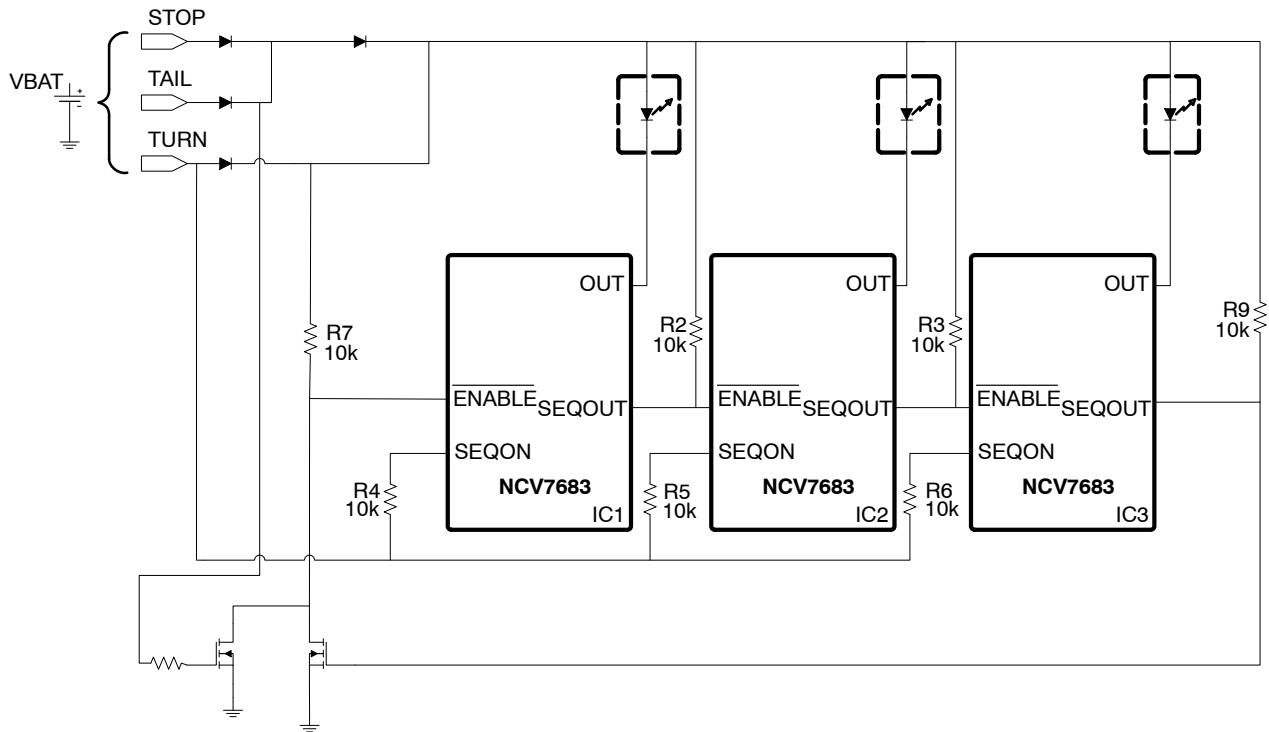 STOP
VBAT
+
-
TAIL
TURN
OUT
OUT
OUT
R7
10k
R2
10k
R3
10k
R9
10k
ENABLE
SEQOUT
ENABLE
SEQOUT
ENABLE
SEQOUT
SEQON
SEQON
SEQON
R4
10k
NCV7683
IC1
R5
10k
NCV7683
IC2
R6
10k
NCV7683
IC3